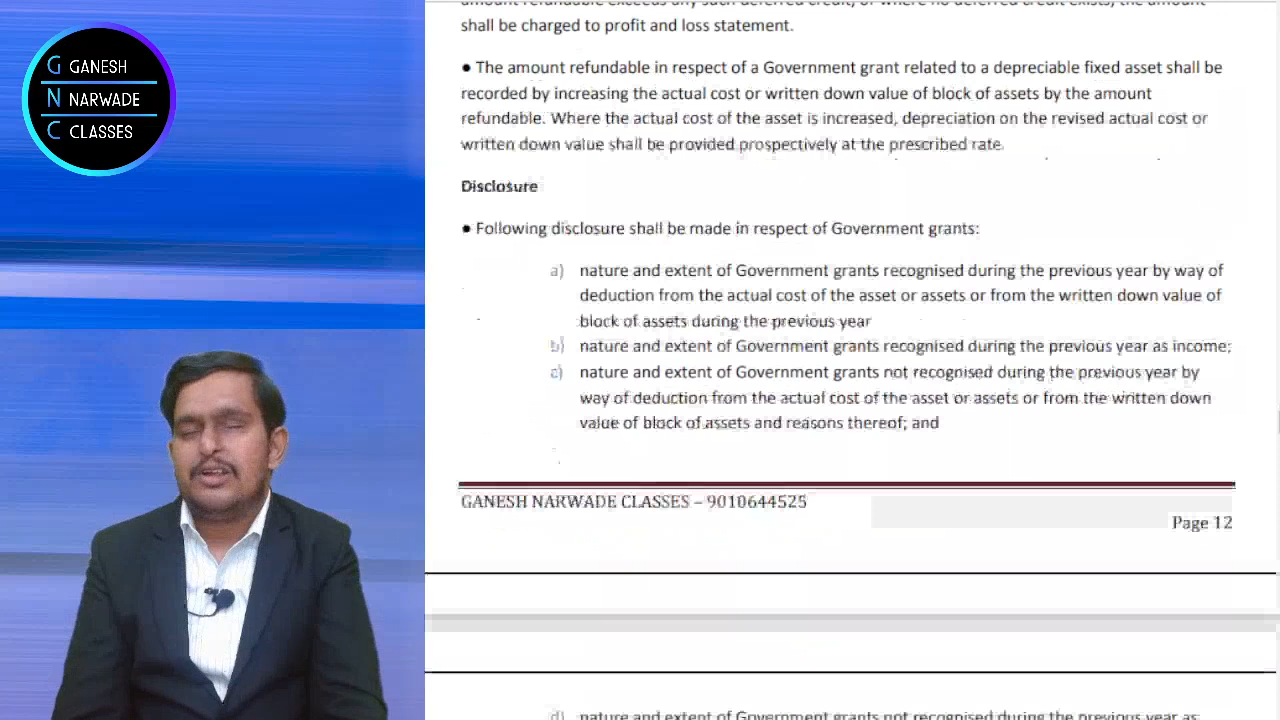 G GANESH
N NARWADE
C CLASSES
shall be charged to profit and loss statement.
• The amount refundable in respect of a Government grant related to a depreciable fixed asset shall be
recorded by increasing the actual cost or written down value of block of assets by the amount
refundable. Where the actual cost of the asset is increased, depreciation on the revised actual cost or
written down value shall be provided prospectively at the prescribed rate
Disclosure
• Following disclosure shall be made in respect of Government grants:
a) nature and extent of Government grants recognised during the previous year by way of
deduction from the actual cost of the asset or assets or from the written down value of
block of assets during the previous year
b) nature and extent of Government grants recognised during the previous year as income;
c) nature and extent of Government grants not recognised during the previous year by
way of deduction from the actual cost of the asset or assets or from the written down
value of block of assets and reasons thereof; and
GANESH NARWADE CLASSES – 9010644525
Page 12
d) nature and extent of Government grants not recognised during the previous year as